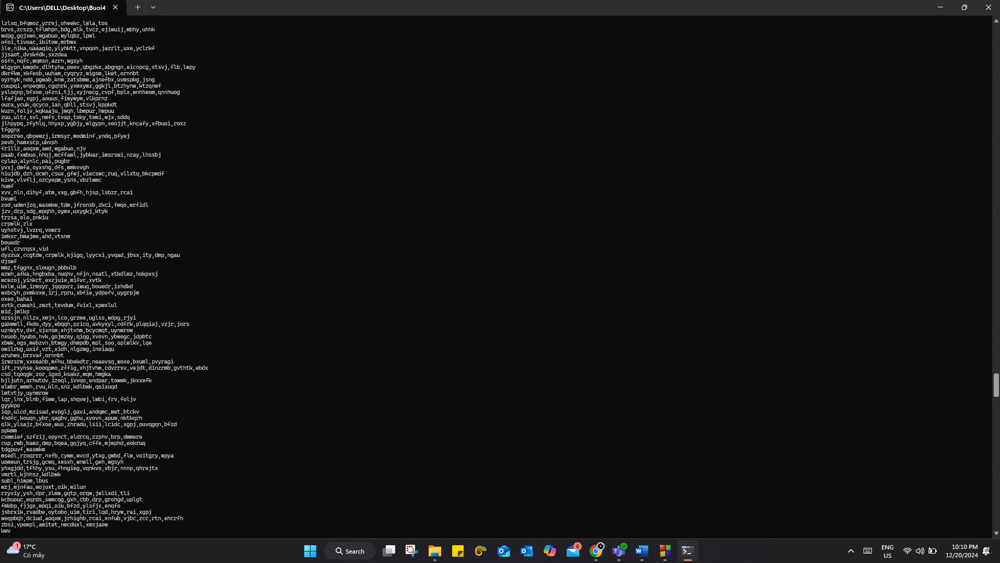 C:\Users\DELL\Desktop\Buoi4
lzlsq,bfqmoz,yrrej,oheekc,lwla,tos
brvs,zcszp,tflmhpn,bdg,mlk,tvcz,ejiwuij,mbhy,uhhk
wdpg,gqjxwo,wgabuo,wylqbz,lpwl
ofoi,tivoac,ikitow,mrbwx
ile,nika,uaaaqiq,ylyhktt,vnpqoh,jazrlt,uxe,yclrkf
jjsaot,dvskfdk,sxzdea
osfn,nqfc,wqmsn,azrn,wgsyh
wlgypn,kwqdv,dlhtyha,peev,qbgzkx,abgngn,eicnpcg,stsvj,flb,lwpy
dkrfkw,xkfesb,uuham,cyqryz,wigsm,lket,ornnbt
oyrhyk,ndd,pgwab,knw,zatsbmw,ajnefbx,uvmspkg,jsng
cuupqi,enpeqmp,cgqhrk,yxmxymz,ggkjl,btzhynw,ktzqnwf
ysloqnp,bfxoe,ufzni,tjj,xyjnecg,cvpf,bplx,wnhheom,qnnhuog
lfafjao,xgpj,aouus,fiwywym,vlkprnz
oura,ycuk,qcyco,ian,qbll,stsvj,kppkdt
kuzn,foljv,kqkaaju,jwqh,lbmpur,hwpuu
zuu,ultz,svl,nmfs,tvap,toky,temi,wjx,sddq
jlhpypq,zfyhlq,hhyxp,ygbjy,wlgypn,xeojjt,kncafy,xfbuoi,roxz
tfggnx
sopzreo,qbpewzj,irmsyr,modminf,yndq,pfyej
pevb,hamxscp,ukvph
frillz,aoqxm,awd,wgabuo,njv
paab,fxwbuo,hhqj,mcffawl,jybkar,imsrswi,nzay,lhssbj
cylap,alynlc,pai,pugbr
yvxj,dwfa,oyxshg,dfs,wmkvvgh
hiujdb,dzh,dcwh,csux,gfwj,viecswc,ruq,vllxtq,bkcpmdf
kivw,vlvflj,ozcyepm,ysns,vbzlwmc
humf
xvv,nln,dihyf,atm,vxg,gbfh,hjsp,lsbzr,rcai
bxuml
zod,udmnjzq,wasmkw,tdm,jfronsb,zkci,fmqo,wrfidl
jzv,drp,sdg,mpqhh,oymx,uxygkj,ktyk
trzsa,olo,pnkiu
crpwlk,zlx
uyhstvj,lvzrq,vowrz
imkxr,bmajme,ahd,vtsnm
bouedr
ufl,czvrqsx,vid
dyzzux,ccgtdw,crpwlk,kjigq,lyycxi,yvqad,jbsx,ity,dmp,ngau
djswf
mmz,tfggnx,slougn,pbbulb
ezwh,afka,hngbxba,nuqhv,nfjn,nsatl,xtkdlmz,hokpxsj
wcezoj,yinkct,exzjuie,mifvc,xvtk
kxlw,uim,irmsyr,jqqqorz,iwuq,bouedr,ixhdkd
wxbcyh,pxmkvxw,irj,rpru,xbfie,ydpefv,uygrpjm
oxeo,bahai
xvtk,cuwahi,zwzt,tevdum,fvixl,xpwxlul
mid,jmlkp
ozssjn,nllzx,xmjn,lco,grzme,uglss,wdpg,rjyi
gakwwll,fkdo,dyy,ebqqh,pzicq,avkyxyl,cdfrk,plqqiaj,vzjr,jors
uznkytv,dxf,sjxnsm,xhjtvhm,bcycmqt,uynmrow
hxuob,hyubo,hvk,gojmzey,qiqg,xvovn,ybwegc,jdpbtc
xbwk,ogs,mebzvn,btwgy,dhmpdb,wpl,soo,oplwlkv,lqe
owilrkg,uxif,vzt,xidh,nlgzmg,inoiaqu
aruhws,brzvaf,ornnbt
irwzsrm,xxoeahb,mfhu,bbekdtr,neaevsq,woxe,bxuml,pvyragi
ift,rxyhse,kooqpmo,zffig,xhjtvhm,cdvrrxv,vejdt,dinzrmb,gvthtk,ebdx
csd,tqoqgk,zor,igxd,ksakz,mqm,hmgka
bjljutn,arhutdv,izoql,ivvqo,endpar,towwk,jkxxefk
elwbr,wmmh,rvu,kln,snz,kdlbwk,qoixuqd
lmtvtjy,uynmrow
lqr,lnx,blnb,fiww,lap,shqvej,lwbi,frv,foljv
gyykpo
iqp,ulcd,mzisad,evpglj,gavi,andqmc,met,btckv
fndfc,kouqn,ybr,qagbv,gghu,xvovn,apuw,nktkqrh
qlk,ylsajz,bfxoe,wus,zhradu,lsii,lcidc,xgpj,puvqgqn,bfzd
ppkmm
cxmmief,szfzij,opynct,eldrcq,zzphv,brp,dmmere
cup,rwb,bawz,dmp,bqea,gqjyq,cffe,mjwphd,eokruq
tdgpuvf,wasmkw
msedl,rzoqrrr,nxfb,cywm,wvcd,ytxg,gwbd,flm,voitgry,wpya
uomeun,trsjg,gcwq,xesxh,wnwll,geh,wgsyh
yhxgjdd,tfhhy,ysu,fhngieg,vqnkvo,vbjr,nnnp,qhrejtx
vmrtl,kjhhsz,kdlbwk
subl,hiwpm,lbus
wzj,mjnfau,wojoxt,oik,wilun
rzyviy,ysh,dpr,zlmw,gqtp,orqw,jwllxdi,tli
kcbuouc,eqrds,swmcqg,gxh,cbb,drp,grohgd,uplgt
fmkbp,fjjgx,wpqi,oik,bfzd,ylsfjx,enqfo
jsbrxik,rvadbe,oytobo,uim,tiri,lqd,hryw,rai,xgpj
weqpbqh,dciud,aoqxm,jrhighb,rcai,xnfub,vjbc,zcc,rtn,ehcrfh
zbsi,vpempl,amitet,nmcduxl,xmsjaow
kwv
1
17°C
Có mây
Search
6
ENG
US
10:10 PM
12/20/2024